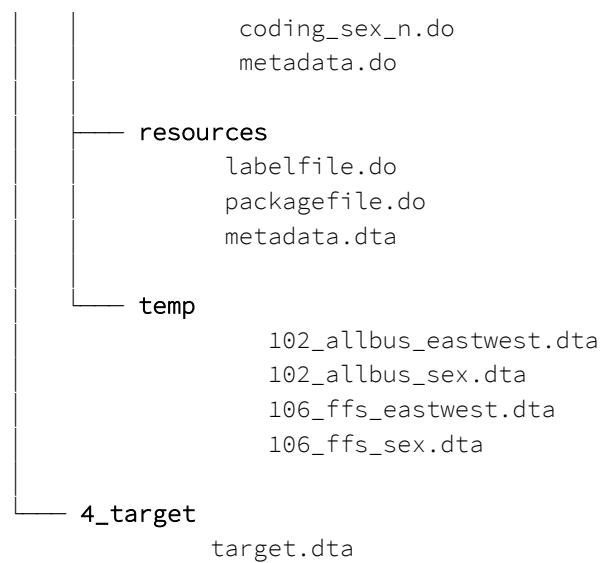 coding_sex_n.do
metadata.do
resources
labelfile.do
packagefile.do
metadata.dta
temp
102_allbus_eastwest.dta
102_allbus_sex.dta
106_ffs_eastwest.dta
106_ffs_sex.dta
4_target
target.dta